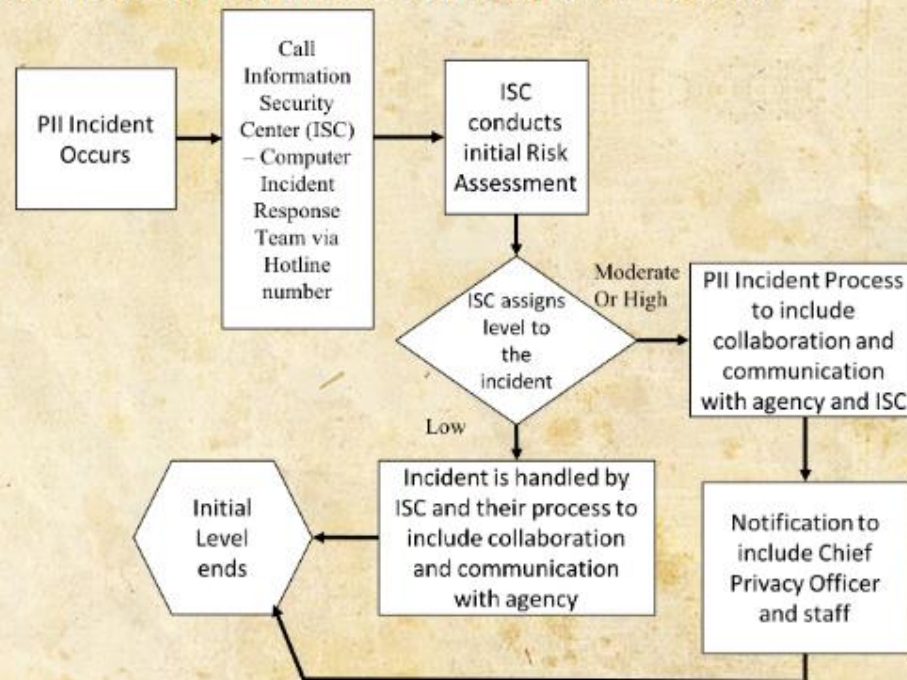 PII Incident
Occurs
Call
Information
Security
Center (ISC)
– Computer
Incident
Response
Team via
Hotline
number
ISC
conducts
initial Risk
Assessment
ISC assigns
level to
the
incident
Moderate
Or High
PII Incident Process
to include
collaboration and
communication
with agency and ISC
Low
Incident is handled by
ISC and their process to
include collaboration
and communication
with agency
Initial
Level
ends
Notification to
include Chief
Privacy Officer
and staff